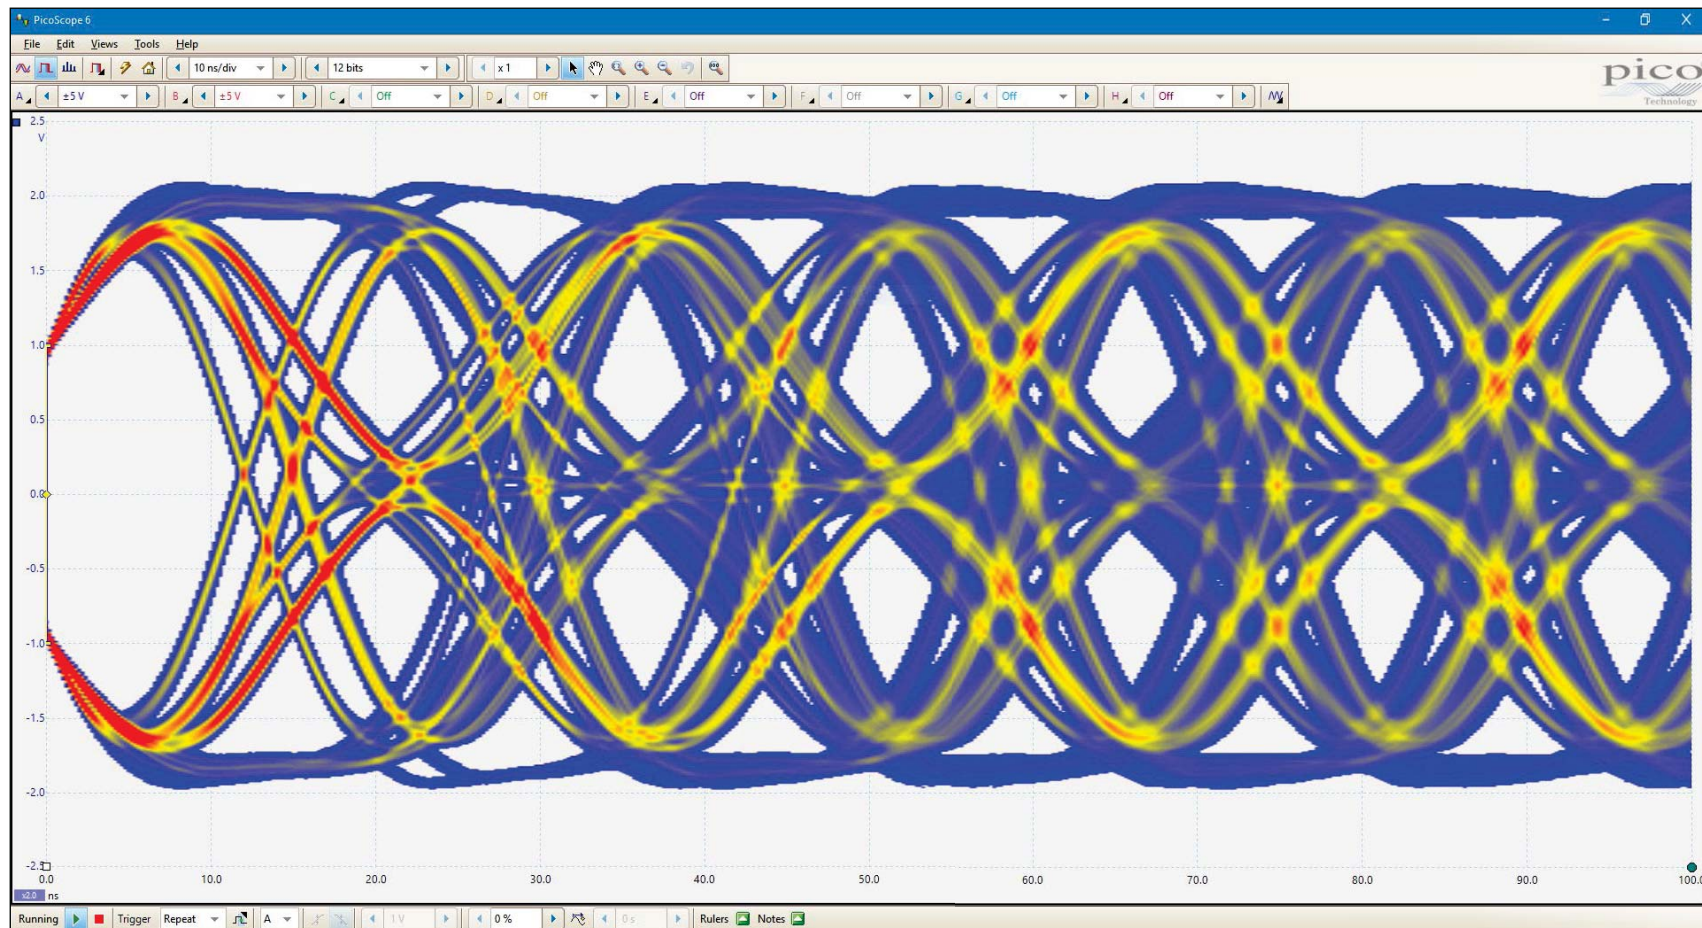 PicoScope 6
File Edit Views Tools Help
10 ns/div 12 bits x 1
pico
Technology
A ±5 V B ±5 V C Off D Off E Off F Off G Off H Off
2.5
V
2.0
1.5
1.0
0.5
0.0
-0.5
-1.0
-1.5
-2.0
-2.5
0.0 10.0 20.0 30.0 40.0 50.0 60.0 70.0 80.0 90.0 100.0
x2.0 ns
Running Trigger Repeat A 1 V 0 % 0 s Rulers Notes